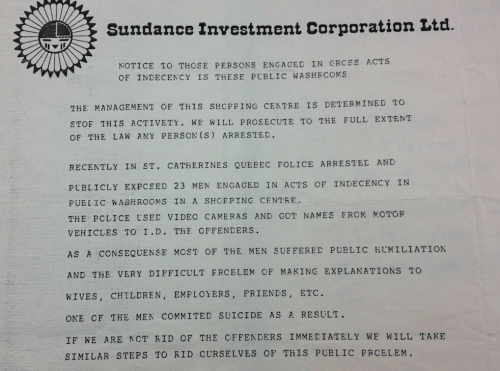 Sundance Investment Corporation Ltd.
NOTICE TO THOSE PERSONS ENGAGED IN GROSS ACTS
OF INDECENCY IS THESE PUBLIC WASHROOMS
THE MANAGEMENT OF THIS SHOPPING CENTRE IS DETERMINED TO
STOP THIS ACTIVETY. WE WILL PROSECUTE TO THE FULL EXTENT
OF THE LAW ANY PERSON(S) ARRESTED.
RECENTLY IN ST. CATHERINES QUEBEC POLICE ARRESTED AND
PUBLICLY EXPOSED 23 MEN ENGAGED IN ACTS OF INDECENCY IN
PUBLIC WASHROOMS IN A SHOPPING CENTRE.
THE POLICE USED VIDEO CAMERAS AND GOT NAMES FROM MOTOR
VEHICLES TO I.D. THE OFFENDERS.
AS A CONSEQUENSE MOST OF THE MEN SUFFERED PUBLIC HUMILIATION
AND THE VERY DIFFICULT PROBLEM OF MAKING EXPLANATIONS TO
WIVES, CHILDREN, EMPLOYERS, FRIENDS, ETC.
ONE OF THE MEN COMMITED SUICIDE AS A RESULT.
IF WE ARE NOT RID OF THE OFFENDERS IMMEDIATELY WE WILL TAKE
SIMILAR STEPS TO RID OURSELVES OF THIS PUBLIC PROBLEM.